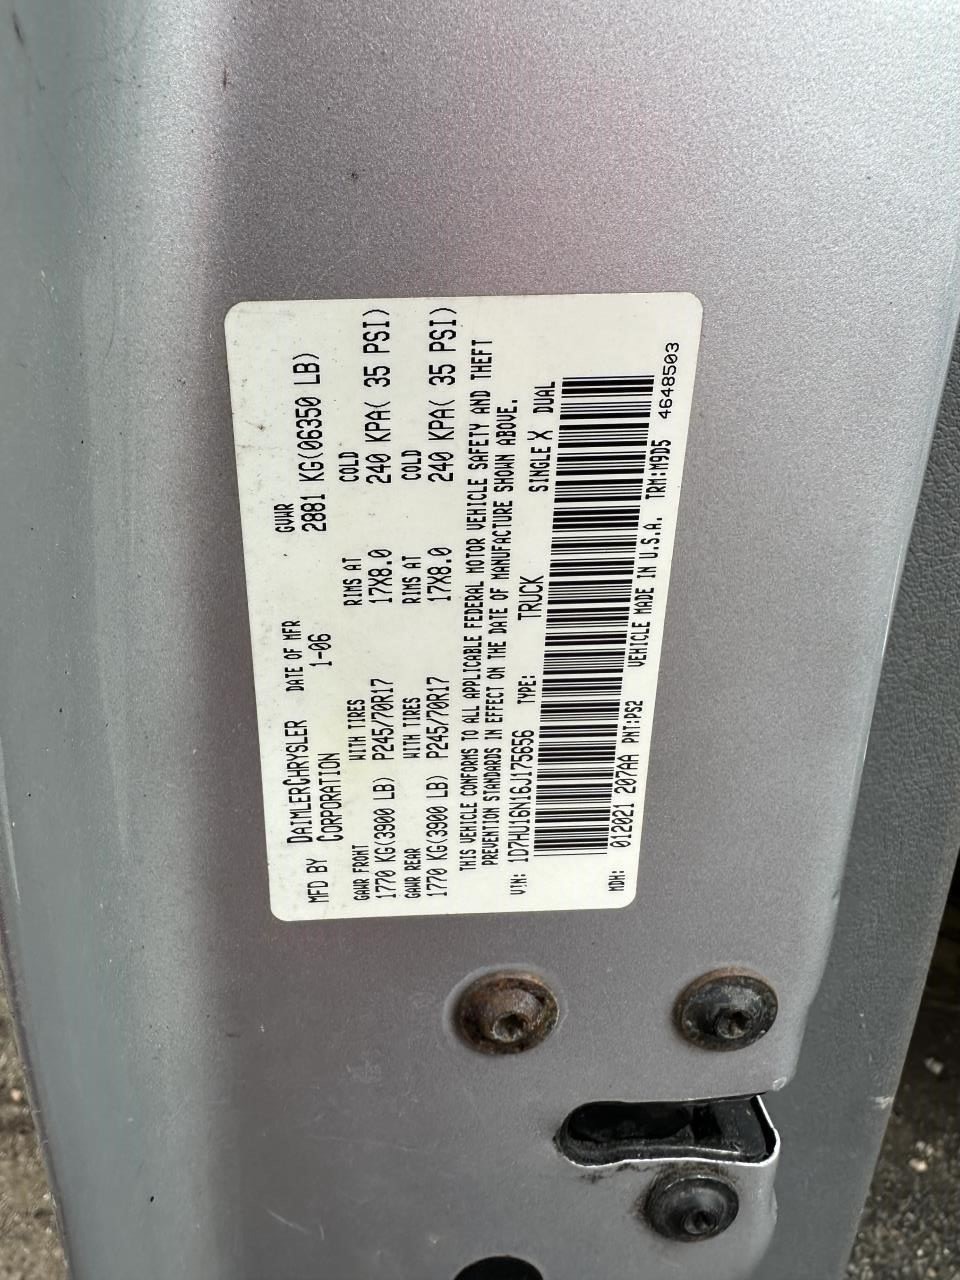 MFD BY DAIMLERCHRYSLER CORPORATION
DATE OF MFR 1-06
GVWR 2881 KG(06350 LB)
GAWR FRONT WITH TIRES RIMS AT COLD
1770 KG(3900 LB) P245/70R17 17X8.0 240 KPA( 35 PSI)
GAWR REAR WITH TIRES RIMS AT COLD
1770 KG(3900 LB) P245/70R17 17X8.0 240 KPA( 35 PSI)
THIS VEHICLE CONFORMS TO ALL APPLICABLE FEDERAL MOTOR VEHICLE SAFETY AND THEFT
PREVENTION STANDARDS IN EFFECT ON THE DATE OF MANUFACTURE SHOWN ABOVE.
VIN: 1D7HU16N16J175656 TYPE: TRUCK SINGLE X DUAL
MDH: 012021 207AA PNT:PS2 VEHICLE MADE IN U.S.A. TRM:M9D5
4648503